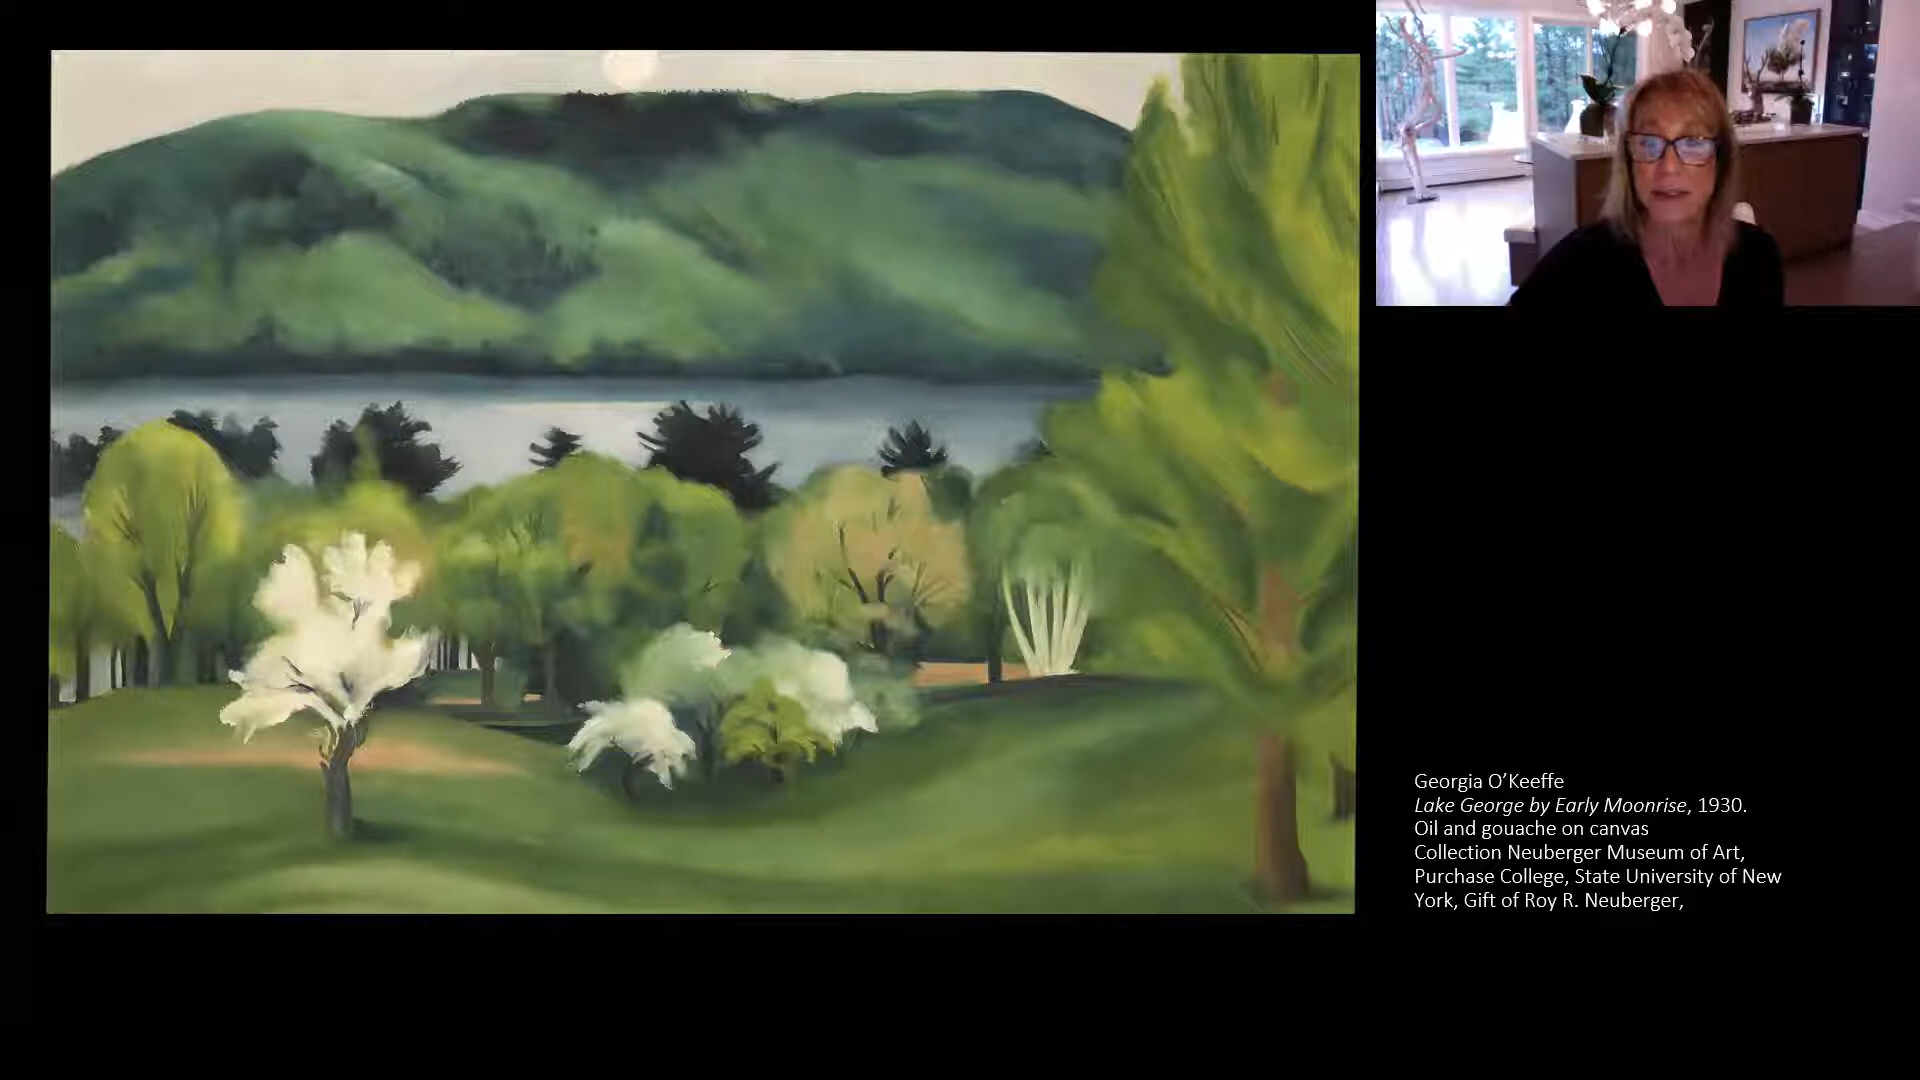 Georgia O’Keeffe
Lake George by Early Moonrise, 1930.
Oil and gouache on canvas
Collection Neuberger Museum of Art,
Purchase College, State University of New
York, Gift of Roy R. Neuberger,